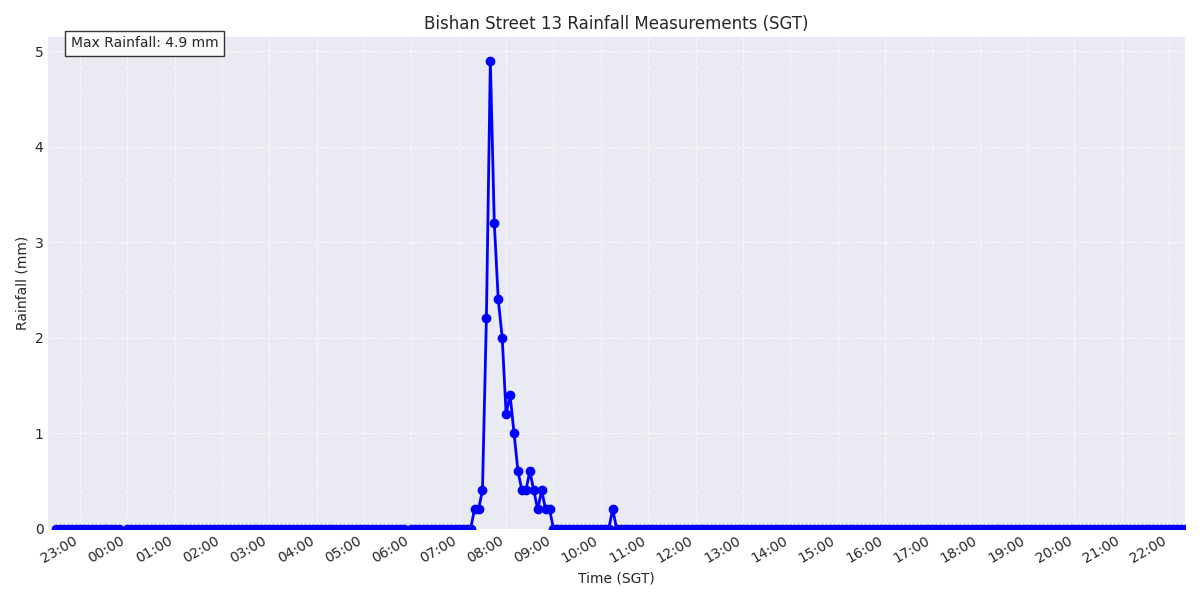 Bishan Street 13 Rainfall Measurements (SGT)
Max Rainfall: 4.9 mm
Rainfall (mm)
5
4
3
2
1
0
23:00 00:00 01:00 02:00 03:00 04:00 05:00 06:00 07:00 08:00 09:00 10:00 11:00 12:00 13:00 14:00 15:00 16:00 17:00 18:00 19:00 20:00 21:00 22:00
Time (SGT)